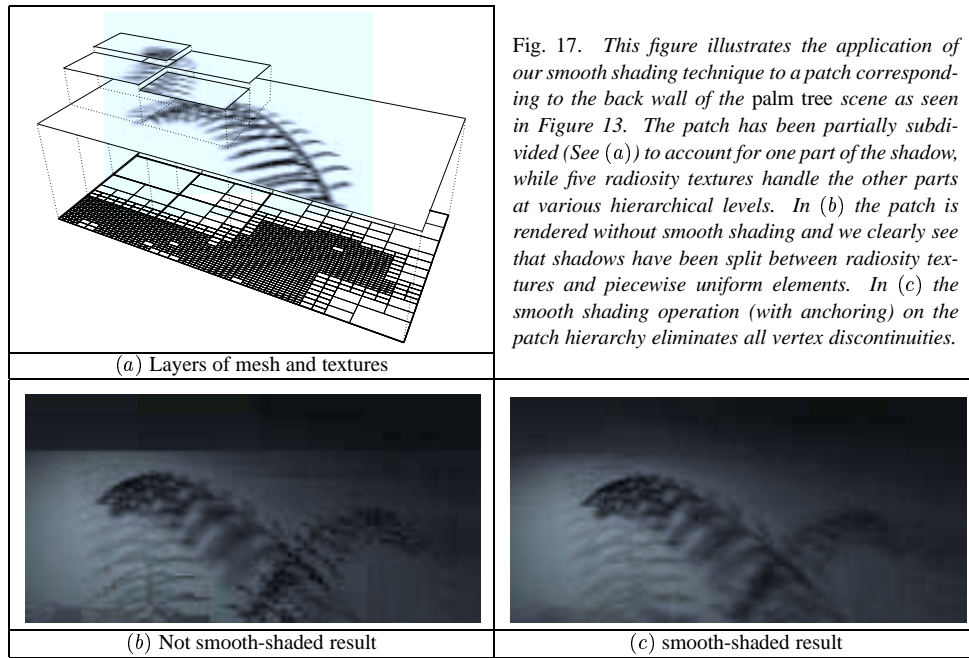 Fig. 17. This figure illustrates the application of
our smooth shading technique to a patch correspond-
ing to the back wall of the palm tree scene as seen
in Figure 13. The patch has been partially subdi-
vided (See (a)) to account for one part of the shadow,
while five radiosity textures handle the other parts
at various hierarchical levels. In (b) the patch is
rendered without smooth shading and we clearly see
that shadows have been split between radiosity tex-
tures and piecewise uniform elements. In (c) the
smooth shading operation (with anchoring) on the
patch hierarchy eliminates all vertex discontinuities.
(a) Layers of mesh and textures
(b) Not smooth-shaded result
(c) smooth-shaded result